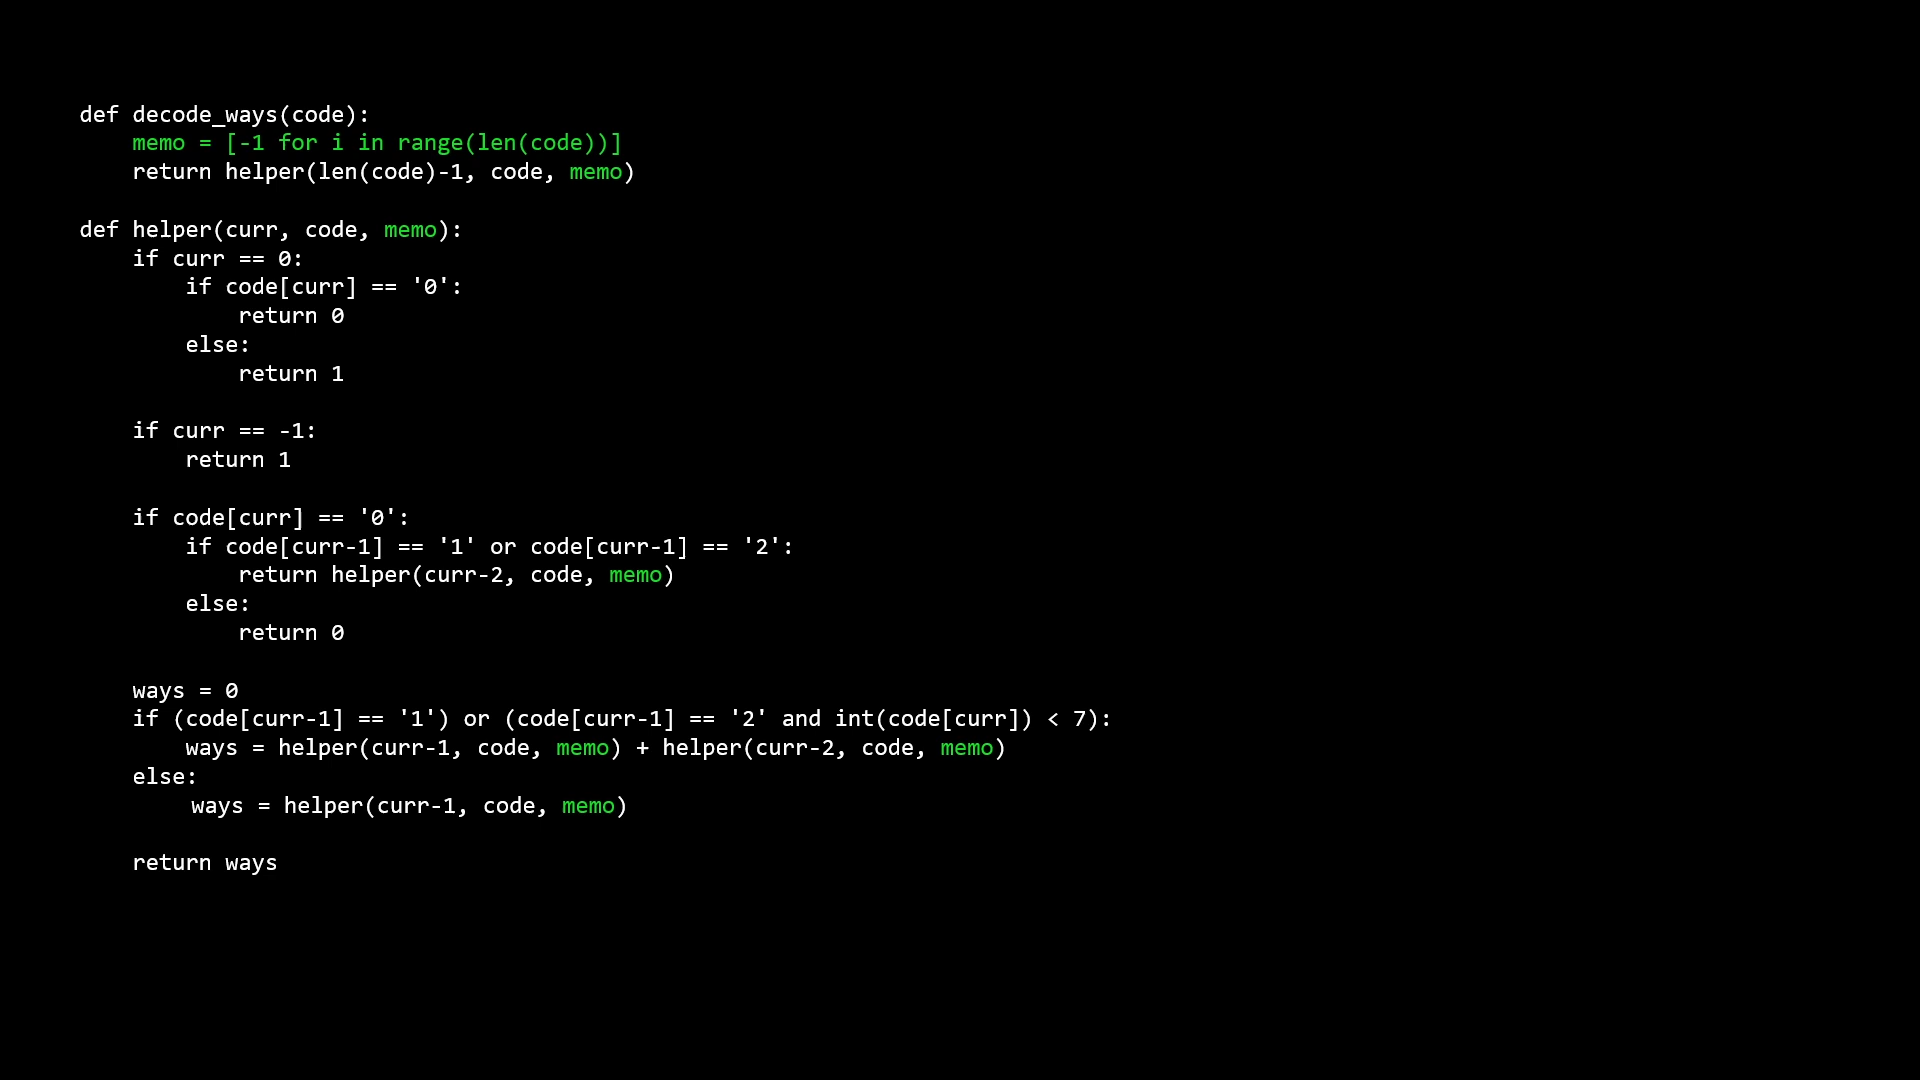 def decode_ways(code):
    memo = [-1 for i in range(len(code))]
    return helper(len(code)-1, code, memo)

def helper(curr, code, memo):
    if curr == 0:
        if code[curr] == '0':
            return 0
        else:
            return 1

    if curr == -1:
        return 1

    if code[curr] == '0':
        if code[curr-1] == '1' or code[curr-1] == '2':
            return helper(curr-2, code, memo)
        else:
            return 0

    ways = 0
    if (code[curr-1] == '1') or (code[curr-1] == '2' and int(code[curr]) < 7):
        ways = helper(curr-1, code, memo) + helper(curr-2, code, memo)
    else:
        ways = helper(curr-1, code, memo)

    return ways